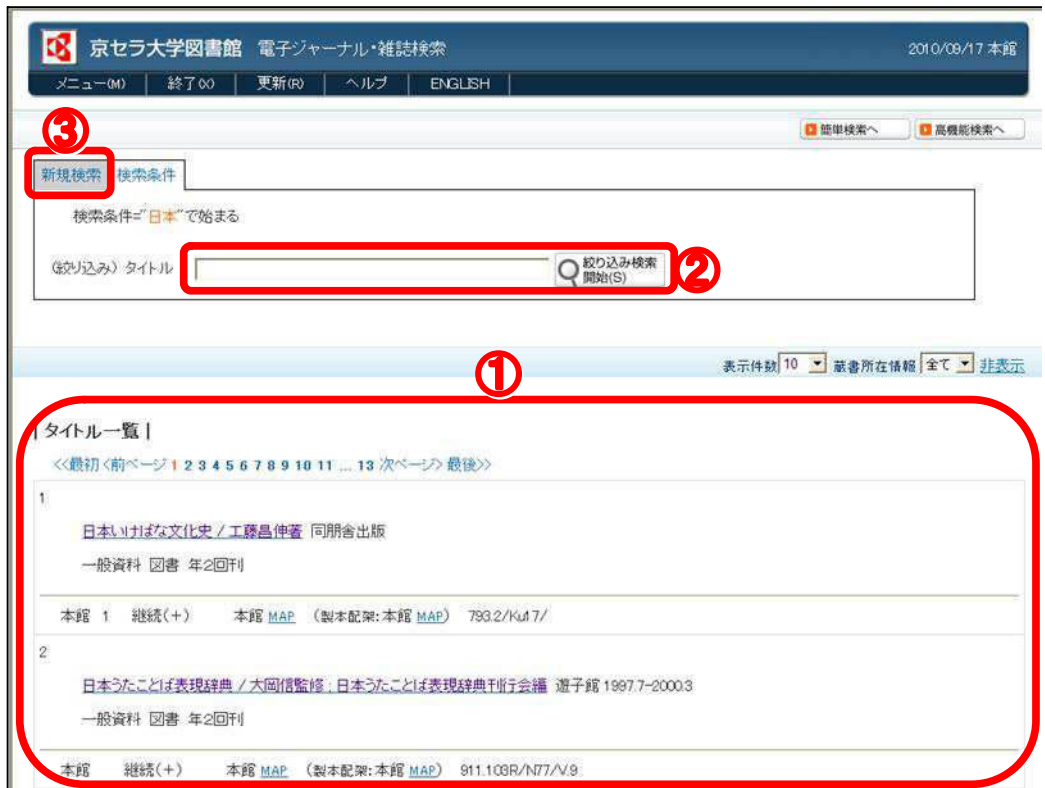 京セラ大学図書館 電子ジャーナル・雑誌検索 2010/09/17 本館
メニュー(M) 終了(X) 更新(R) ヘルプ ENGLISH
③ 簡単検索へ 高機能検索へ
新規検索 検索条件
検索条件="日本"で始まる
(絞り込み) タイトル 絞り込み検索 ②
開始(S)
① 表示件数 10 蔵書所在情報 全て 非表示
|タイトル一覧|
<<最初 <前ページ 1 2 3 4 5 6 7 8 9 10 11 ... 13 次ページ> 最後>>
1
日本いけばな文化史 / 工藤昌伸著 同朋舎出版
一般資料 図書 年2回刊
本館 1 継続(+) 本館 MAP (製本配架:本館 MAP) 793.2/Ku17/
2
日本うたことば表現辞典 / 大岡信監修 ; 日本うたことば表現辞典刊行会編 遊子館 1997.7-2000.3
一般資料 図書 年2回刊
本館 継続(+) 本館 MAP (製本配架:本館 MAP) 911.108R/N77/V.9